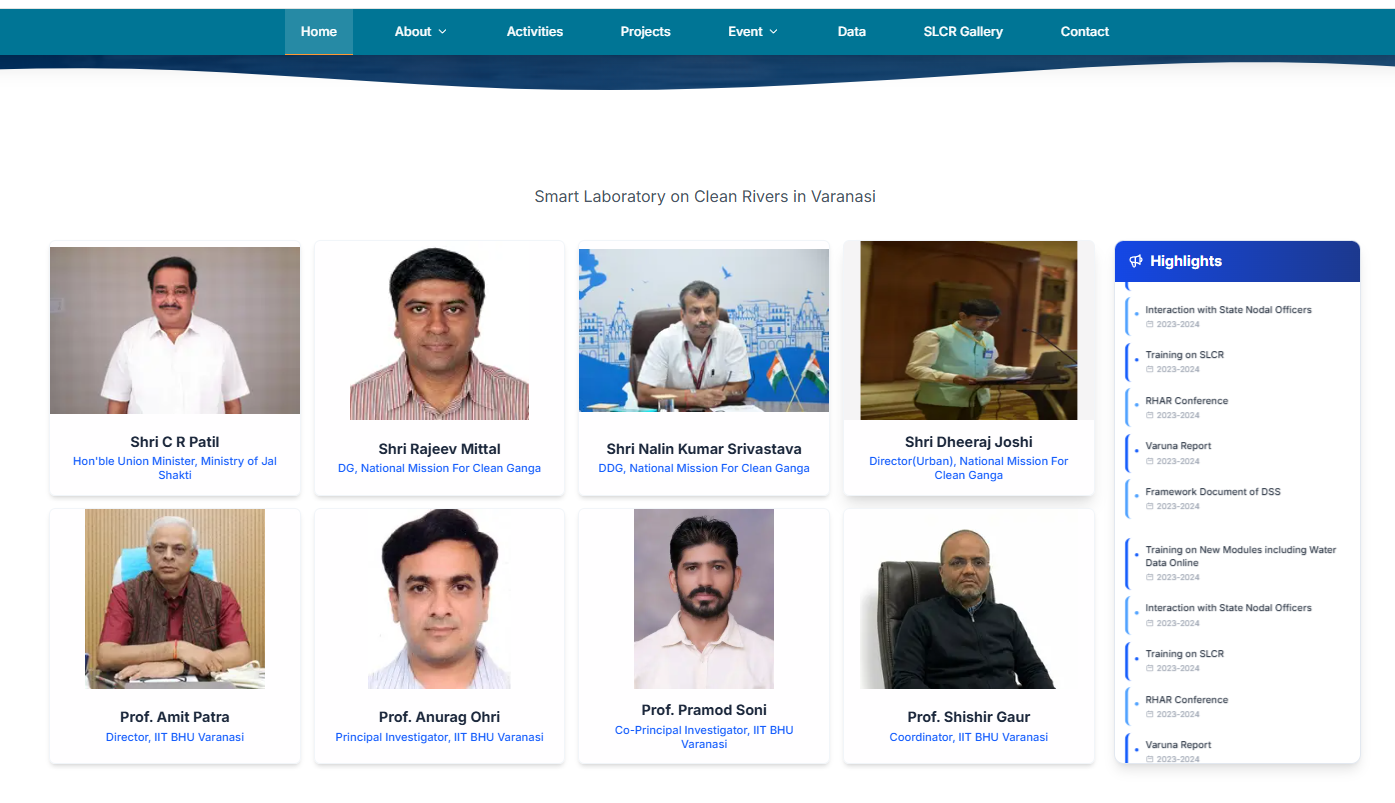 Home
About
Activities
Projects
Event
Data
SLCR Gallery
Contact
Smart Laboratory on Clean Rivers in Varanasi
Shri C R Patil
Hon'ble Union Minister, Ministry of Jal
Shakti
Shri Rajeev Mittal
DG, National Mission For Clean Ganga
Shri Nalin Kumar Srivastava
DDG, National Mission For Clean Ganga
Shri Dheeraj Joshi
Director(Urban), National Mission For
Clean Ganga
Prof. Amit Patra
Director, IIT BHU Varanasi
Prof. Anurag Ohri
Principal Investigator, IIT BHU Varanasi
Prof. Pramod Soni
Co-Principal Investigator, IIT BHU
Varanasi
Prof. Shishir Gaur
Coordinator, IIT BHU Varanasi
Highlights
Interaction with State Nodal Officers
2023-2024
Training on SLCR
2023-2024
RHAR Conference
2023-2024
Varuna Report
2023-2024
Framework Document of DSS
2023-2024
Training on New Modules including Water
Data Online
2023-2024
Interaction with State Nodal Officers
2023-2024
Training on SLCR
2023-2024
RHAR Conference
2023-2024
Varuna Report
2023-2024